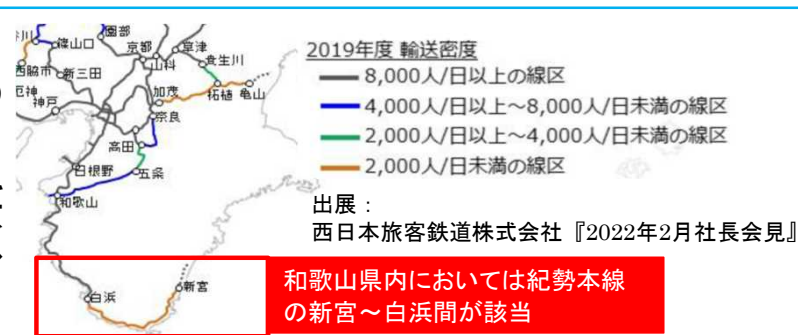 園部
谷川
篠山口
京都
草津
貴生川
西脇市
新三田
山科
厄神
神戸
加茂
柘植
亀山
奈良
高田
日根野
五条
和歌山
白浜
新宮
2019年度 輸送密度
8,000人/日以上の線区
4,000人/日以上～8,000人/日未満の線区
2,000人/日以上～4,000人/日未満の線区
2,000人/日未満の線区
出展：
西日本旅客鉄道株式会社『2022年2月社長会見』
和歌山県内においては紀勢本線
の新宮～白浜間が該当